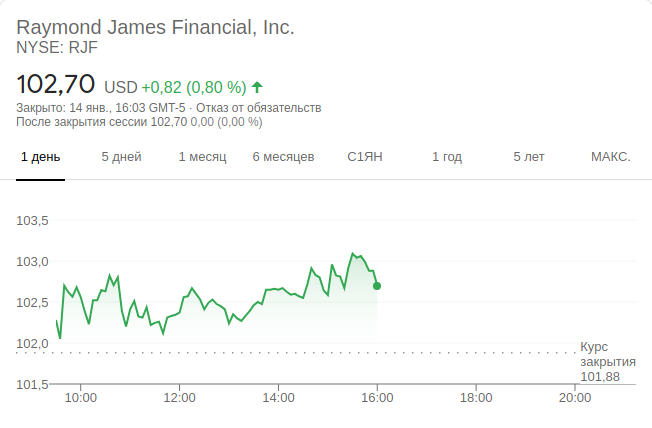 Raymond James Financial, Inc.
NYSE: RJF
102,70 USD +0,82 (0,80 %)
Закрыто: 14 янв., 16:03 GMT-5 · Отказ от обязательств
После закрытия сессии 102,70 0,00 (0,00 %)
1 день 5 дней 1 месяц 6 месяцев С1ЯН 1 год 5 лет МАКС.
103,5
103,0
102,5
102,0
Курс
закрытия
101,88
101,5
10:00 12:00 14:00 16:00 18:00 20:00